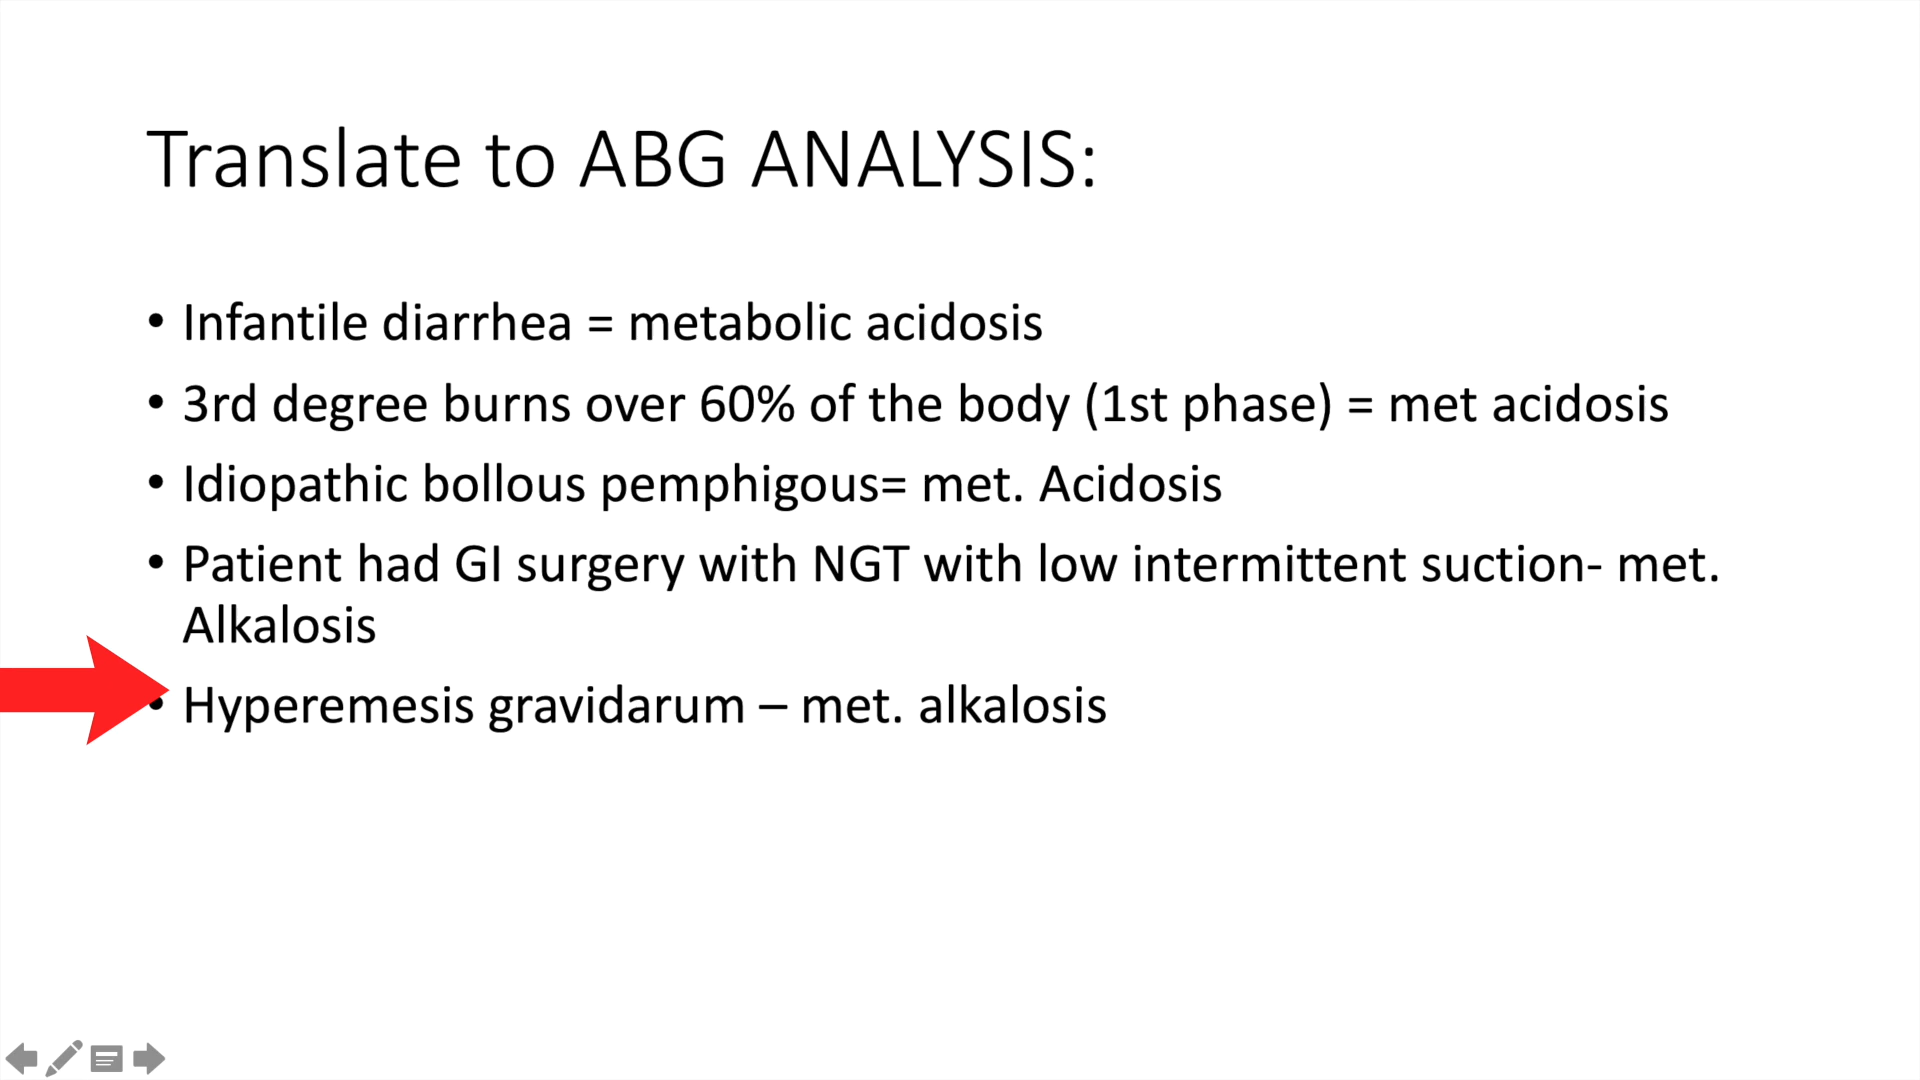 Translate to ABG ANALYSIS:
• Infantile diarrhea = metabolic acidosis
• 3rd degree burns over 60% of the body (1st phase) = met acidosis
• Idiopathic bollous pemphigous= met. Acidosis
• Patient had GI surgery with NGT with low intermittent suction- met.
Alkalosis
• Hyperemesis gravidarum – met. alkalosis